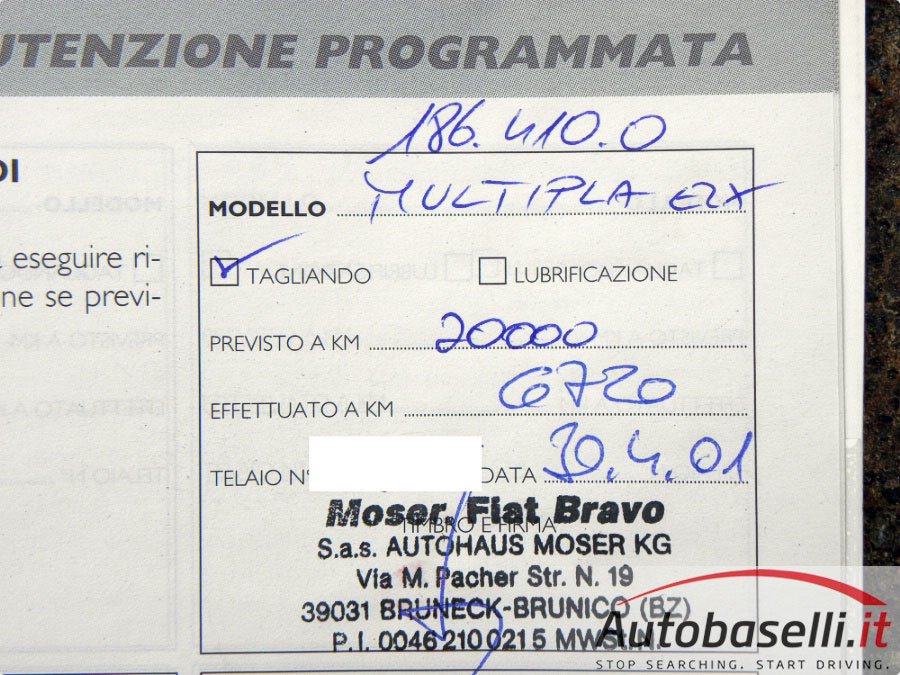 UTENZIONE PROGRAMMATA
186.410.0
DI
MODELLO MULTIPLA ELX
eseguire ri-
ne se previ-
TAGLIANDO LUBRIFICAZIONE
PREVISTO A KM 20000
EFFETTUATO A KM 6720
TELAIO N° DATA 30.4.01
Moser Fiat Bravo
TIMBRO E FIRMA
S.a.s. AUTOHAUS MOSER KG
Via M. Pacher Str. N. 19
39031 BRUNECK-BRUNICO (BZ)
P.I. 00462100215 MWSt.N.
Autobaselli.it
STOP SEARCHING. START DRIVING.